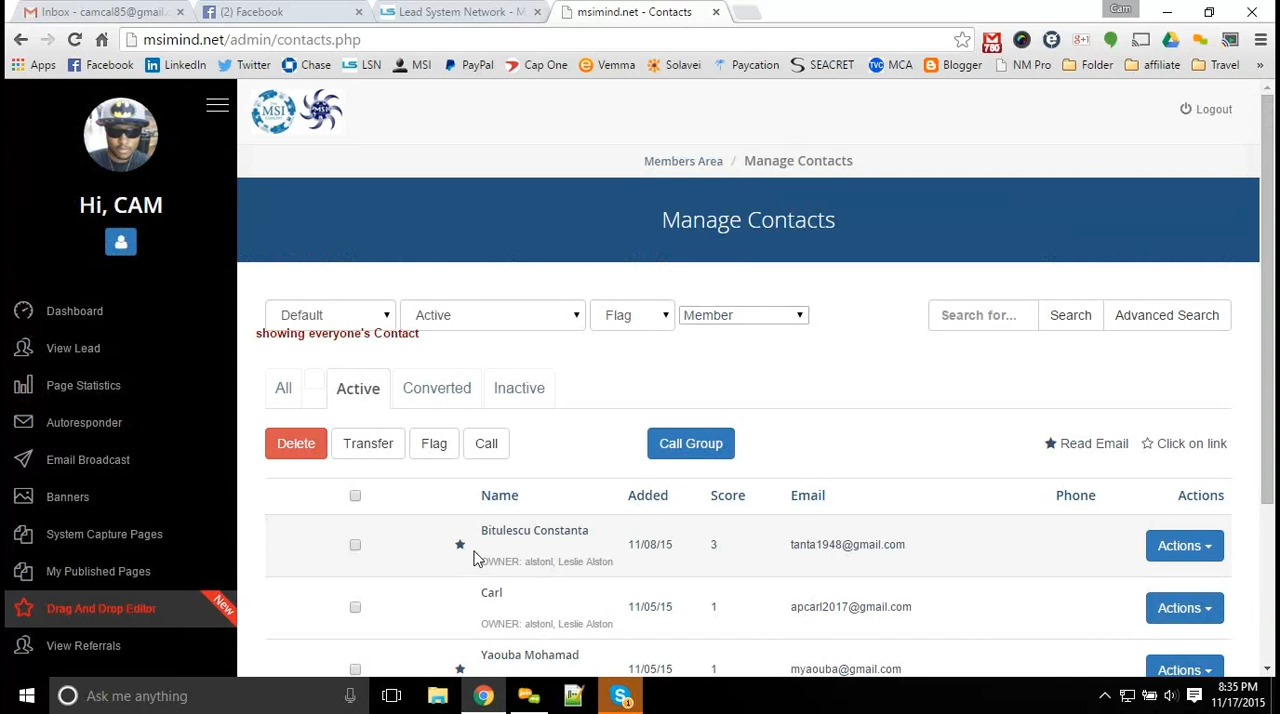 Inbox - camcal85@gmail.
(2) Facebook
Lead System Network - M
msimind.net - Contacts
Cam
msimind.net/admin/contacts.php
780
Apps Facebook LinkedIn Twitter Chase LSN MSI PayPal Cap One Vemma Solavei Paycation SEACRET MCA Blogger NM Pro Folder affiliate Travel »
MSI
Logout
Members Area / Manage Contacts
Hi, CAM
Manage Contacts
Dashboard
View Lead
Page Statistics
Autoresponder
Email Broadcast
Banners
System Capture Pages
My Published Pages
Drag And Drop Editor
New
View Referrals
Default Active Flag Member Search for... Search Advanced Search
showing everyone's Contact
All Active Converted Inactive
Delete Transfer Flag Call Call Group Read Email Click on link
Name Added Score Email Phone Actions
Bitulescu Constanta
11/08/15 3 tanta1948@gmail.com Actions
OWNER: alstonl, Leslie Alston
Carl
11/05/15 1 apcarl2017@gmail.com Actions
OWNER: alstonl, Leslie Alston
Yaouba Mohamad
11/05/15 1 myaouba@gmail.com Actions
Ask me anything
8:35 PM
11/17/2015